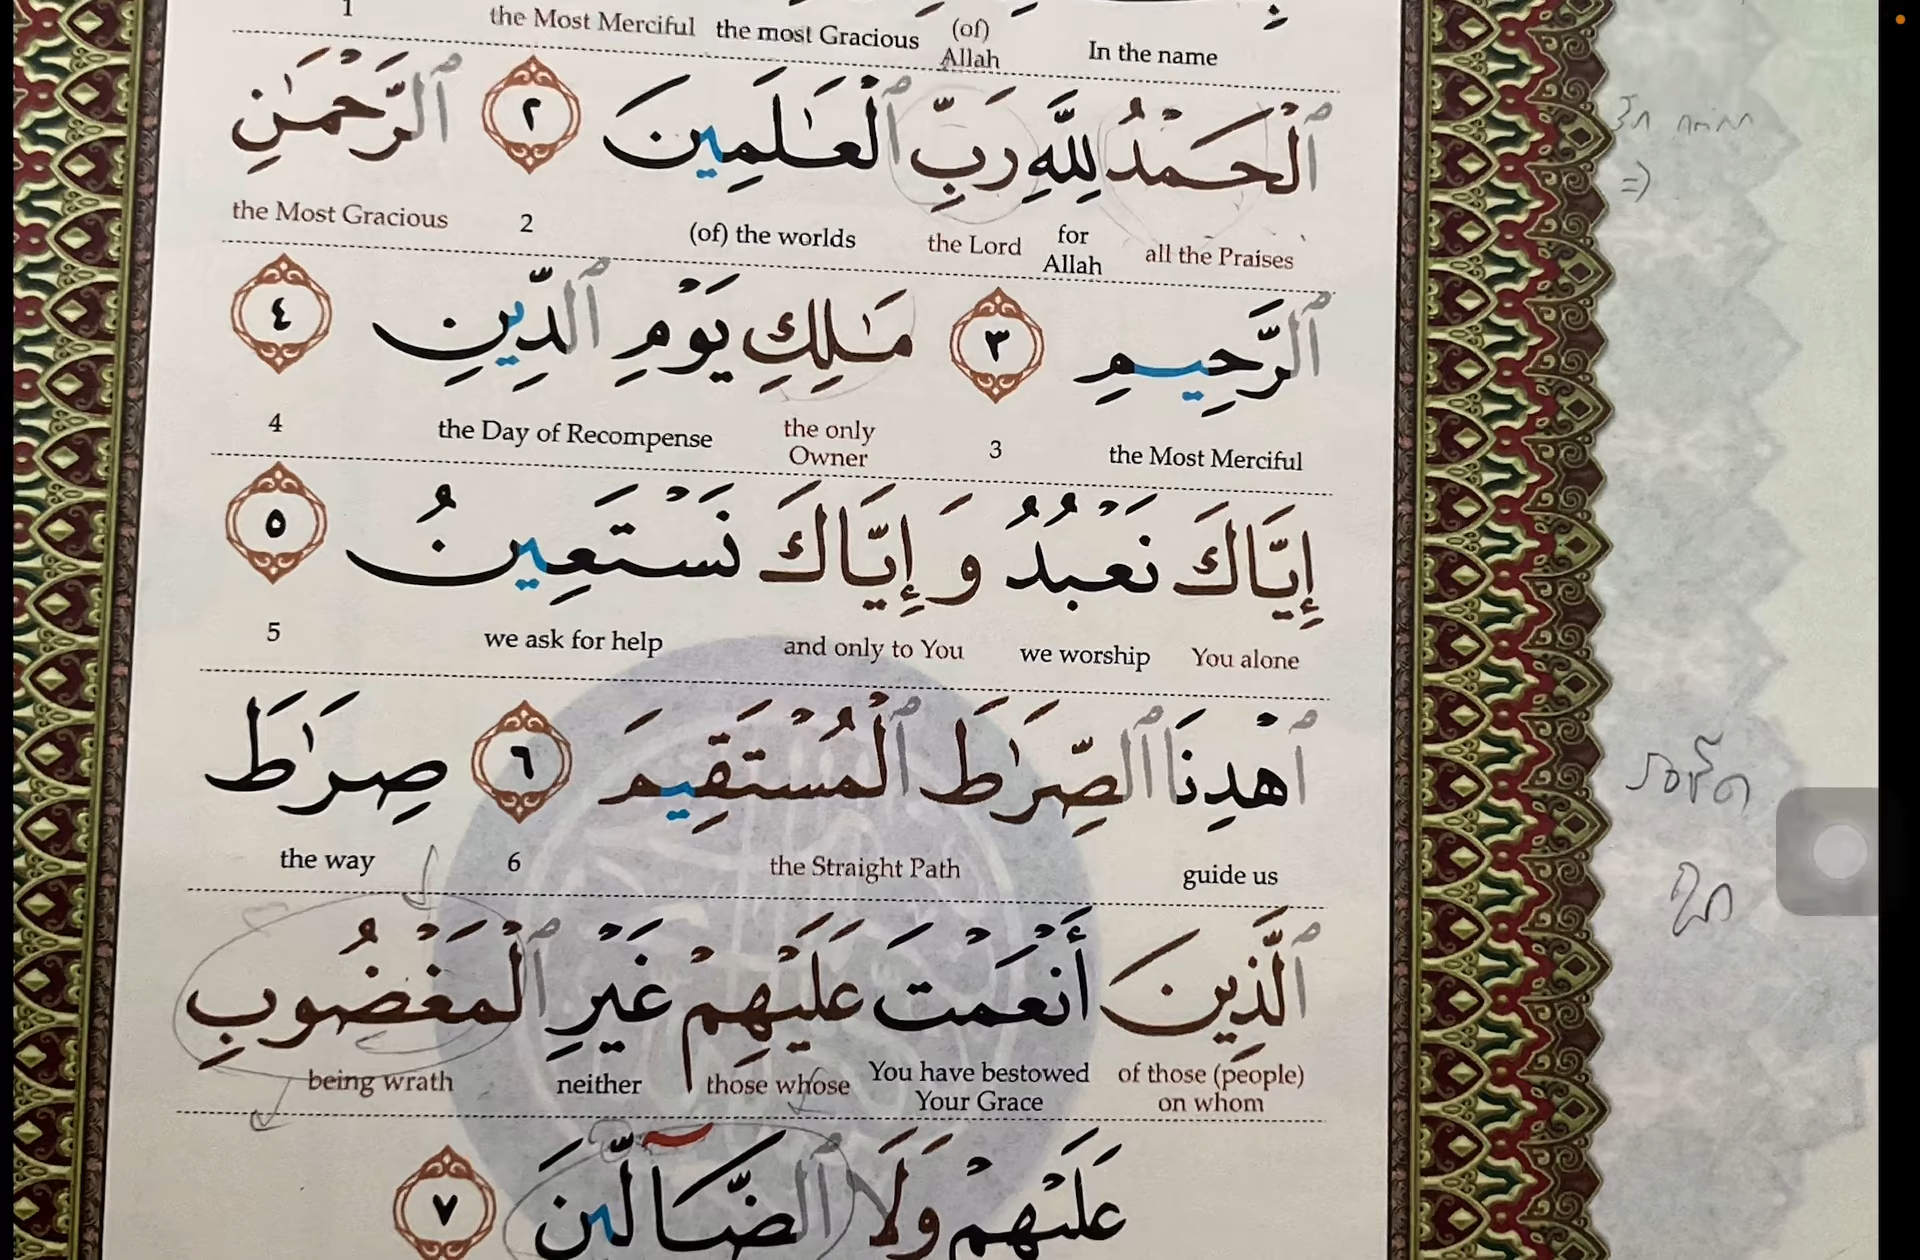 1 the Most Merciful the most Gracious (of) Allah In the name
ٱلْحَمْدُ لِلَّهِ رَبِّ ٱلْعَـٰلَمِينَ ٢ ٱلرَّحْمَـٰنِ
all the Praises for Allah the Lord (of) the worlds 2 the Most Gracious
ٱلرَّحِيمِ ٣ مَـٰلِكِ يَوْمِ ٱلدِّينِ ٤
the Most Merciful 3 the only Owner the Day of Recompense 4
إِيَّاكَ نَعْبُدُ وَ إِيَّاكَ نَسْتَعِينُ ٥
You alone we worship and only to You we ask for help 5
ٱهْدِنَا ٱلصِّرَٰطَ ٱلْمُسْتَقِيمَ ٦ صِرَٰطَ
guide us the Straight Path 6 the way
ٱلَّذِينَ أَنْعَمْتَ عَلَيْهِمْ غَيْرِ ٱلْمَغْضُوبِ
of those (people) on whom You have bestowed Your Grace those whose neither being wrath
عَلَيْهِمْ وَلَا ٱلضَّآلِّينَ ٧